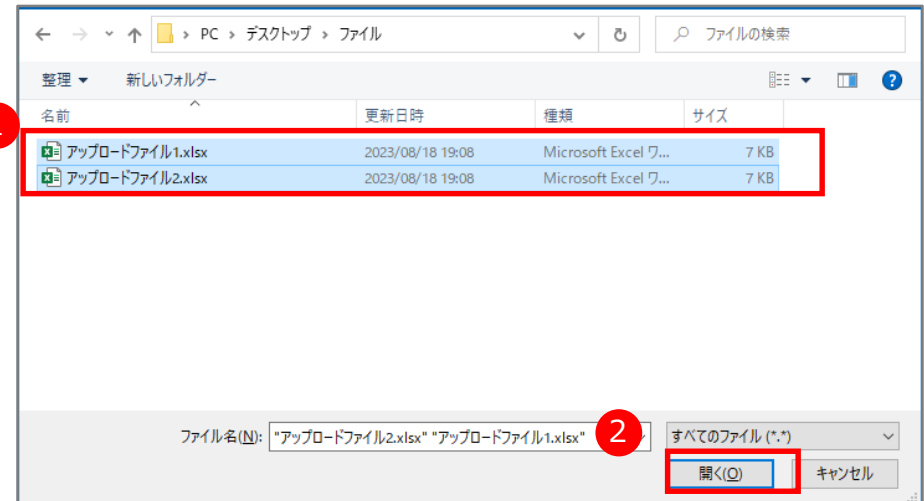 PC › デスクトップ › ファイル
ファイルの検索
整理 新しいフォルダー
名前 更新日時 種類 サイズ
アップロードファイル1.xlsx 2023/08/18 19:08 Microsoft Excel ワ... 7 KB
アップロードファイル2.xlsx 2023/08/18 19:08 Microsoft Excel ワ... 7 KB
ファイル名(N): "アップロードファイル2.xlsx" "アップロードファイル1.xlsx" 2 すべてのファイル (*.*)
開く(O) キャンセル